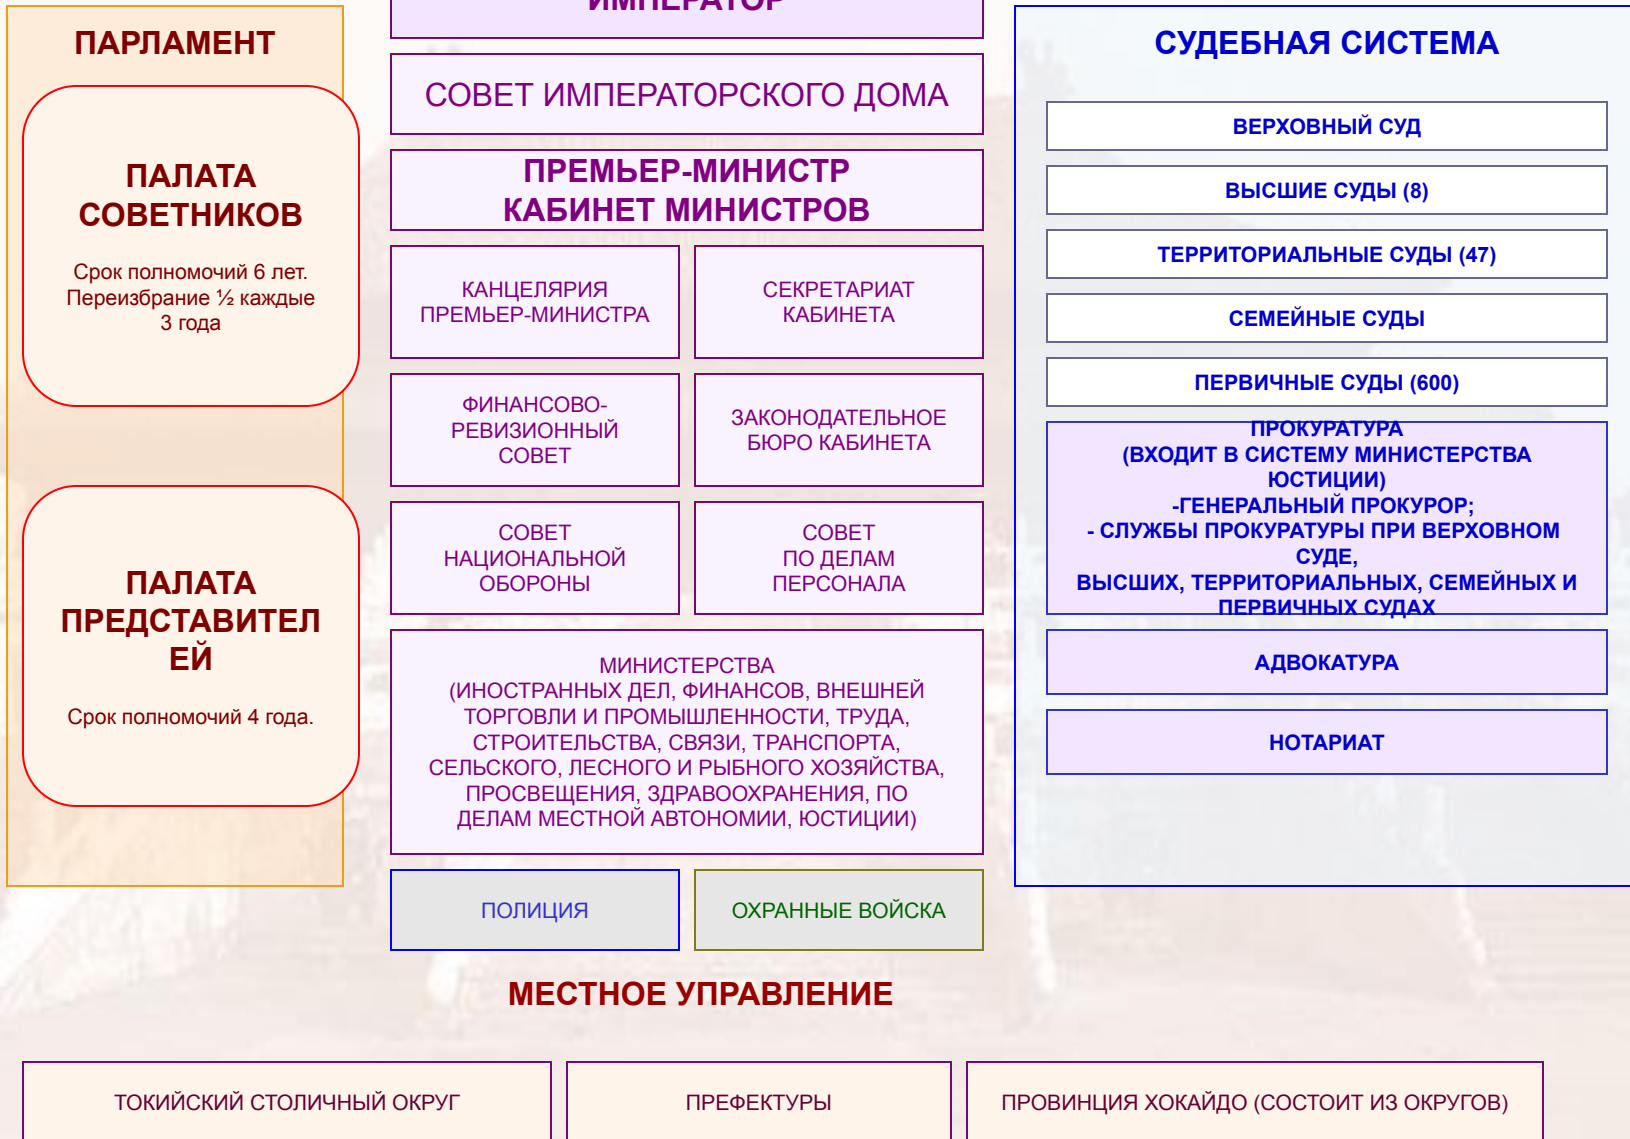 ПАРЛАМЕНТ
ПАЛАТА
СОВЕТНИКОВ
Срок полномочий 6 лет.
Переизбрание ½ каждые
3 года
ПАЛАТА
ПРЕДСТАВИТЕЛ
ЕЙ
Срок полномочий 4 года.
ИМПЕРАТОР
СОВЕТ ИМПЕРАТОРСКОГО ДОМА
ПРЕМЬЕР-МИНИСТР
КАБИНЕТ МИНИСТРОВ
КАНЦЕЛЯРИЯ
ПРЕМЬЕР-МИНИСТРА
СЕКРЕТАРИАТ
КАБИНЕТА
ФИНАНСОВО-
РЕВИЗИОННЫЙ
СОВЕТ
ЗАКОНОДАТЕЛЬНОЕ
БЮРО КАБИНЕТА
СОВЕТ
НАЦИОНАЛЬНОЙ
ОБОРОНЫ
СОВЕТ
ПО ДЕЛАМ
ПЕРСОНАЛА
МИНИСТЕРСТВА
(ИНОСТРАННЫХ ДЕЛ, ФИНАНСОВ, ВНЕШНЕЙ
ТОРГОВЛИ И ПРОМЫШЛЕННОСТИ, ТРУДА,
СТРОИТЕЛЬСТВА, СВЯЗИ, ТРАНСПОРТА,
СЕЛЬСКОГО, ЛЕСНОГО И РЫБНОГО ХОЗЯЙСТВА,
ПРОСВЕЩЕНИЯ, ЗДРАВООХРАНЕНИЯ, ПО
ДЕЛАМ МЕСТНОЙ АВТОНОМИИ, ЮСТИЦИИ)
ПОЛИЦИЯ
ОХРАННЫЕ ВОЙСКА
СУДЕБНАЯ СИСТЕМА
ВЕРХОВНЫЙ СУД
ВЫСШИЕ СУДЫ (8)
ТЕРРИТОРИАЛЬНЫЕ СУДЫ (47)
СЕМЕЙНЫЕ СУДЫ
ПЕРВИЧНЫЕ СУДЫ (600)
ПРОКУРАТУРА
(ВХОДИТ В СИСТЕМУ МИНИСТЕРСТВА
ЮСТИЦИИ)
-ГЕНЕРАЛЬНЫЙ ПРОКУРОР;
- СЛУЖБЫ ПРОКУРАТУРЫ ПРИ ВЕРХОВНОМ
СУДЕ,
ВЫСШИХ, ТЕРРИТОРИАЛЬНЫХ, СЕМЕЙНЫХ И
ПЕРВИЧНЫХ СУДАХ
АДВОКАТУРА
НОТАРИАТ
МЕСТНОЕ УПРАВЛЕНИЕ
ТОКИЙСКИЙ СТОЛИЧНЫЙ ОКРУГ
ПРЕФЕКТУРЫ
ПРОВИНЦИЯ ХОКАЙДО (СОСТОИТ ИЗ ОКРУГОВ)